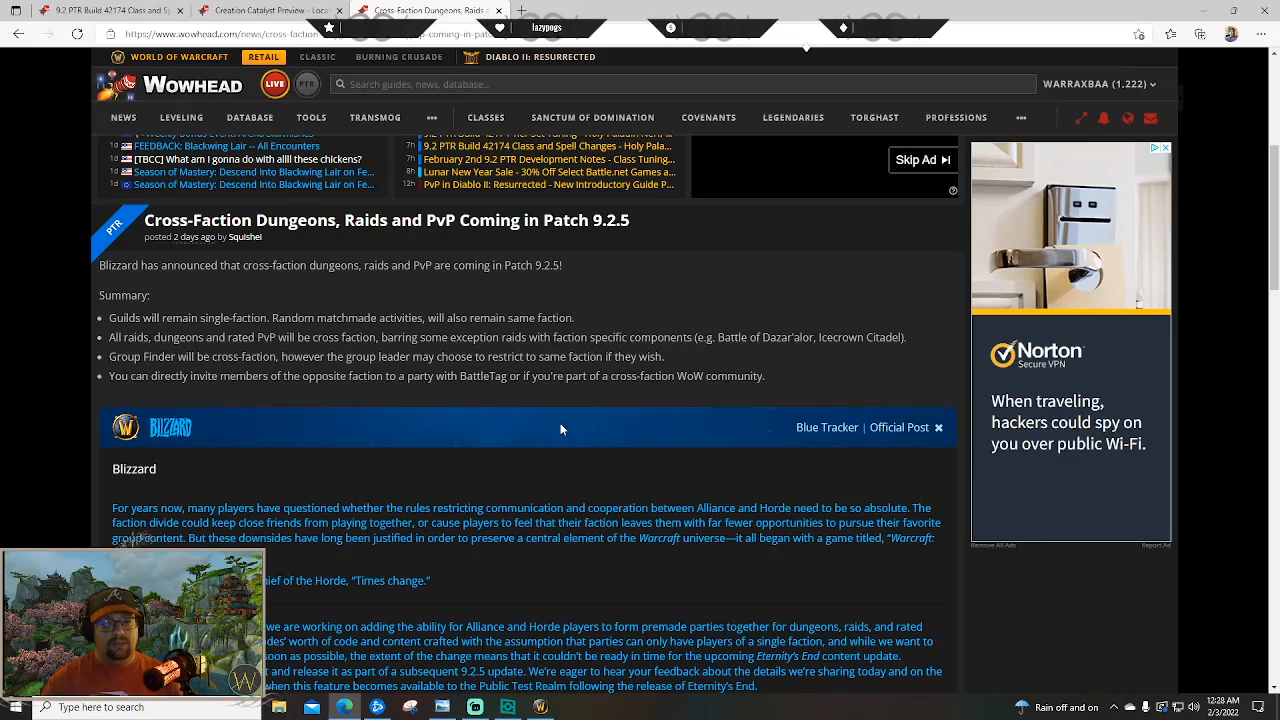 9.2 PTR Build 42174 Class and S
https://www.wowhead.com/news/cross-faction
-coming-in-patc
lazypogs
WORLD OF WARCRAFT
RETAIL
CLASSIC
BURNING CRUSADE
DIABLO II: RESURRECTED
WOWHEAD
LIVE
PTR
Search guides, news, database...
WARRAXBAA (1.222)
NEWS
LEVELING
DATABASE
TOOLS
TRANSMOG
•••
CLASSES
SANCTUM OF DOMINATION
COVENANTS
LEGENDARIES
TORGHAST
PROFESSIONS
•••
1d FEEDBACK: Blackwing Lair -- All Encounters
1d [TBCC] What am I gonna do with allll these chickens?
1d Season of Mastery: Descend Into Blackwing Lair on Fe...
1d Season of Mastery: Descend Into Blackwing Lair on Fe...
7h 9.2 PTR Build 42174 Class and Spell Changes - Holy Pala...
7h February 2nd 9.2 PTR Development Notes - Class Tuning...
8h Lunar New Year Sale - 30% Off Select Battle.net Games a...
12h PvP in Diablo II: Resurrected - New Introductory Guide P...
Skip Ad
PTR
Cross-Faction Dungeons, Raids and PvP Coming in Patch 9.2.5
posted 2 days ago by Squishei
Blizzard has announced that cross-faction dungeons, raids and PvP are coming in Patch 9.2.5!
Summary:
• Guilds will remain single-faction. Random matchmade activities, will also remain same faction.
• All raids, dungeons and rated PvP will be cross faction, barring some exception raids with faction specific components (e.g. Battle of Dazar'alor, Icecrown Citadel).
• Group Finder will be cross-faction, however the group leader may choose to restrict to same faction if they wish.
• You can directly invite members of the opposite faction to a party with BattleTag or if you're part of a cross-faction WoW community.
BLIZZARD
Blue Tracker | Official Post ✖
Blizzard
For years now, many players have questioned whether the rules restricting communication and cooperation between Alliance and Horde need to be so absolute. The
faction divide could keep close friends from playing together, or cause players to feel that their faction leaves them with far fewer opportunities to pursue their favorite
group content. But these downsides have long been justified in order to preserve a central element of the Warcraft universe—it all began with a game titled, “Warcraft:
hief of the Horde, “Times change.”
we are working on adding the ability for Alliance and Horde players to form premade parties together for dungeons, raids, and rated
des’ worth of code and content crafted with the assumption that parties can only have players of a single faction, and while we want to
soon as possible, the extent of the change means that it couldn’t be ready in time for the upcoming Eternity’s End content update.
t and release it as part of a subsequent 9.2.5 update. We’re eager to hear your feedback about the details we’re sharing today and on the
when this feature becomes available to the Public Test Realm following the release of Eternity’s End.
Norton
Secure VPN
When traveling,
hackers could spy on
you over public Wi-Fi.
Remove All Ads
Report Ad
Type here to search
Rain off and on
12:28 AM
2/3/2022